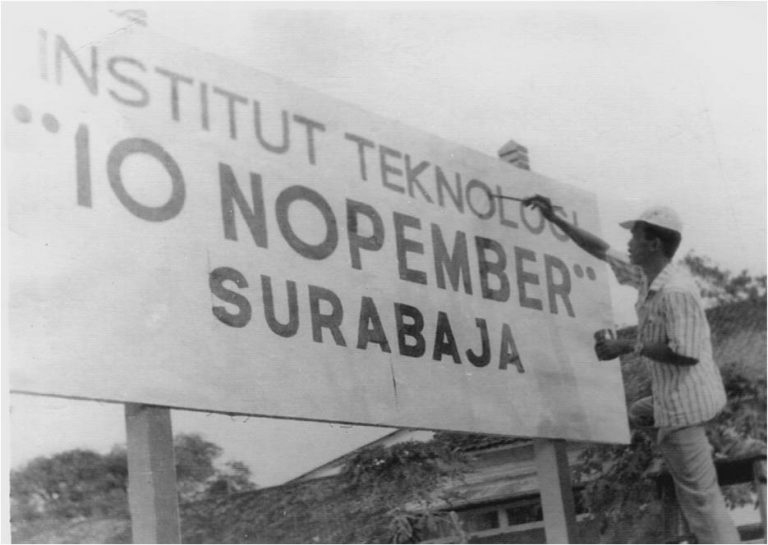 INSTITUT TEKNOLOGI
"10 NOPEMBER"
SURABAJA